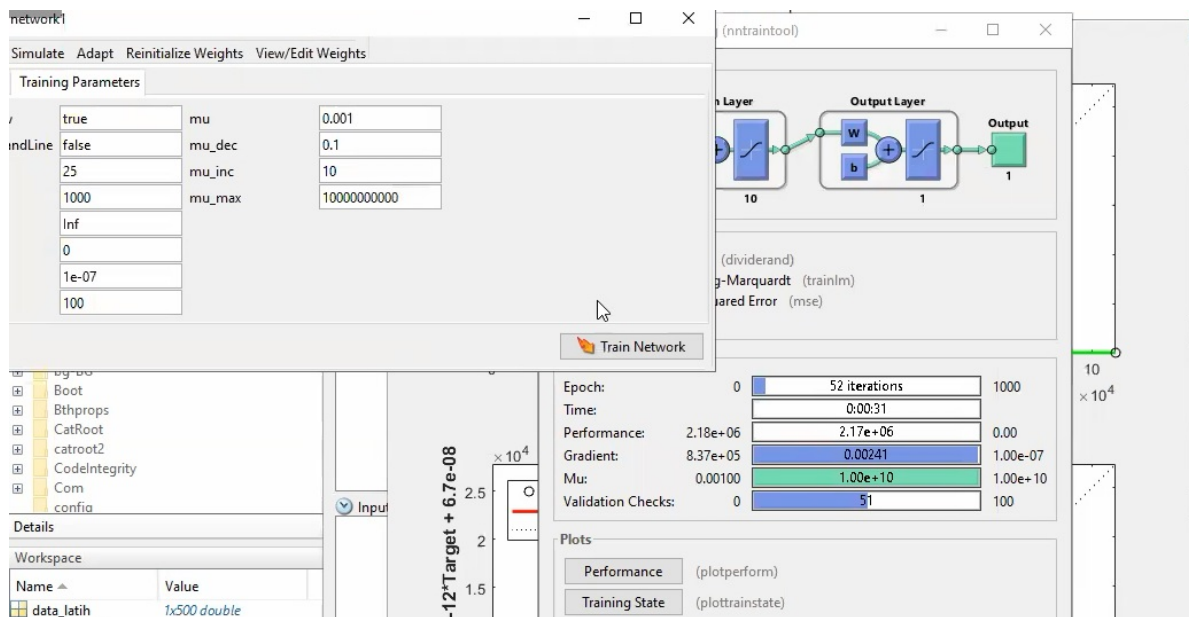 network1
Simulate Adapt Reinitialize Weights View/Edit Weights
Training Parameters
true mu 0.001
ndLine false mu_dec 0.1
25 mu_inc 10
1000 mu_max 10000000000
Inf
0
1e-07
100
Train Network
(nntraintool)
Layer Output Layer
Output
W
b
10 1 1
(dividerand)
g-Marquardt (trainlm)
uared Error (mse)
Epoch: 0 52 iterations 1000
Time: 0:00:31
Performance: 2.18e+06 2.17e+06 0.00
Gradient: 8.37e+05 0.00241 1.00e-07
Mu: 0.00100 1.00e+10 1.00e+10
Validation Checks: 0 51 100
Plots
Performance (plotperform)
Training State (plottrainstate)
10
×10⁴
Boot
Bthprops
CatRoot
catroot2
CodeIntegrity
Com
config
Details
Workspace
Name Value
data_latih 1x500 double
Input
-12*Target + 6.7e-08
×10⁴
2.5
2
1.5